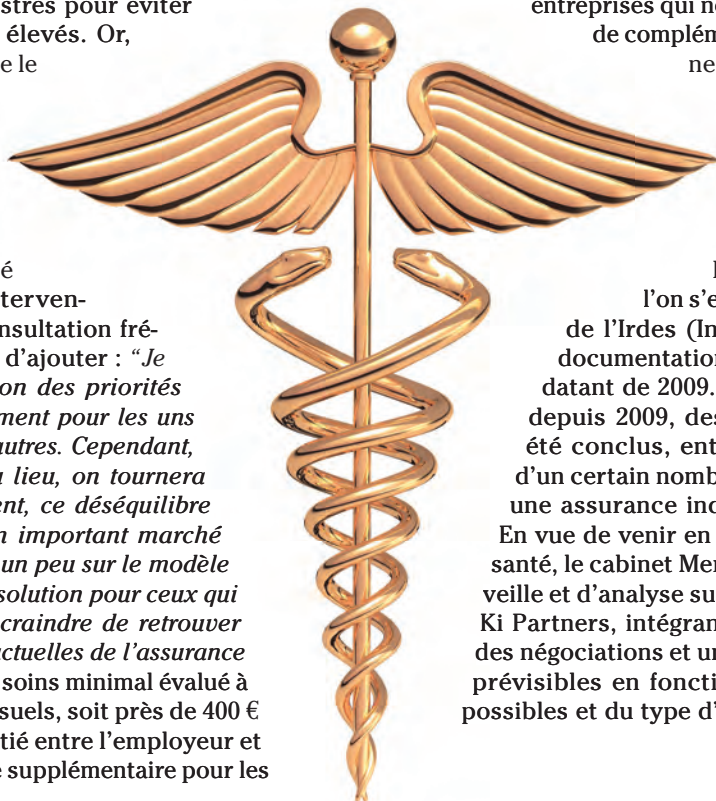 stres pour éviter
élevés. Or,
e le
é
terven-
nsultation fré-
d'ajouter : “Je
on des priorités
ment pour les uns
autres. Cependant,
lieu, on tournera
ent, ce déséquilibre
n important marché
un peu sur le modèle
solution pour ceux qui
craindre de retrouver
ctuelles de l'assurance
soins minimal évalué à
suels, soit près de 400 €
tié entre l'employeur et
e supplémentaire pour les
entreprises qui n
de complém
ne
l'on s'e
de l'Irdes (In
documentation
datant de 2009.
depuis 2009, des
été conclus, ent
d'un certain nomb
une assurance ind
En vue de venir en
santé, le cabinet Mer
veille et d'analyse su
Ki Partners, intégran
des négociations et un
prévisibles en foncti
possibles et du type d'